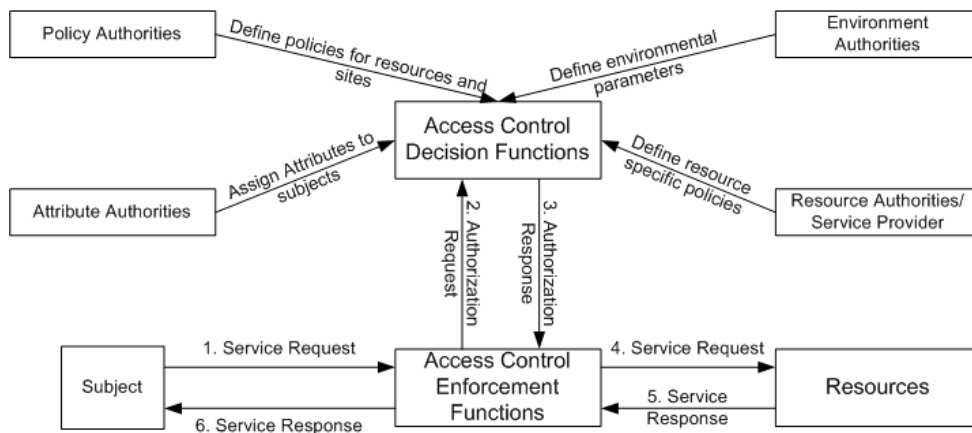 Policy Authorities
Define policies for resources and
sites
Define environmental
parameters
Environment
Authorities
Access Control
Decision Functions
Assign Attributes to
subjects
Attribute Authorities
Define resource
specific policies
Resource Authorities/
Service Provider
2. Authorization
Request
3. Authorization
Response
Subject
1. Service Request
6. Service Response
Access Control
Enforcement
Functions
4. Service Request
5. Service
Response
Resources